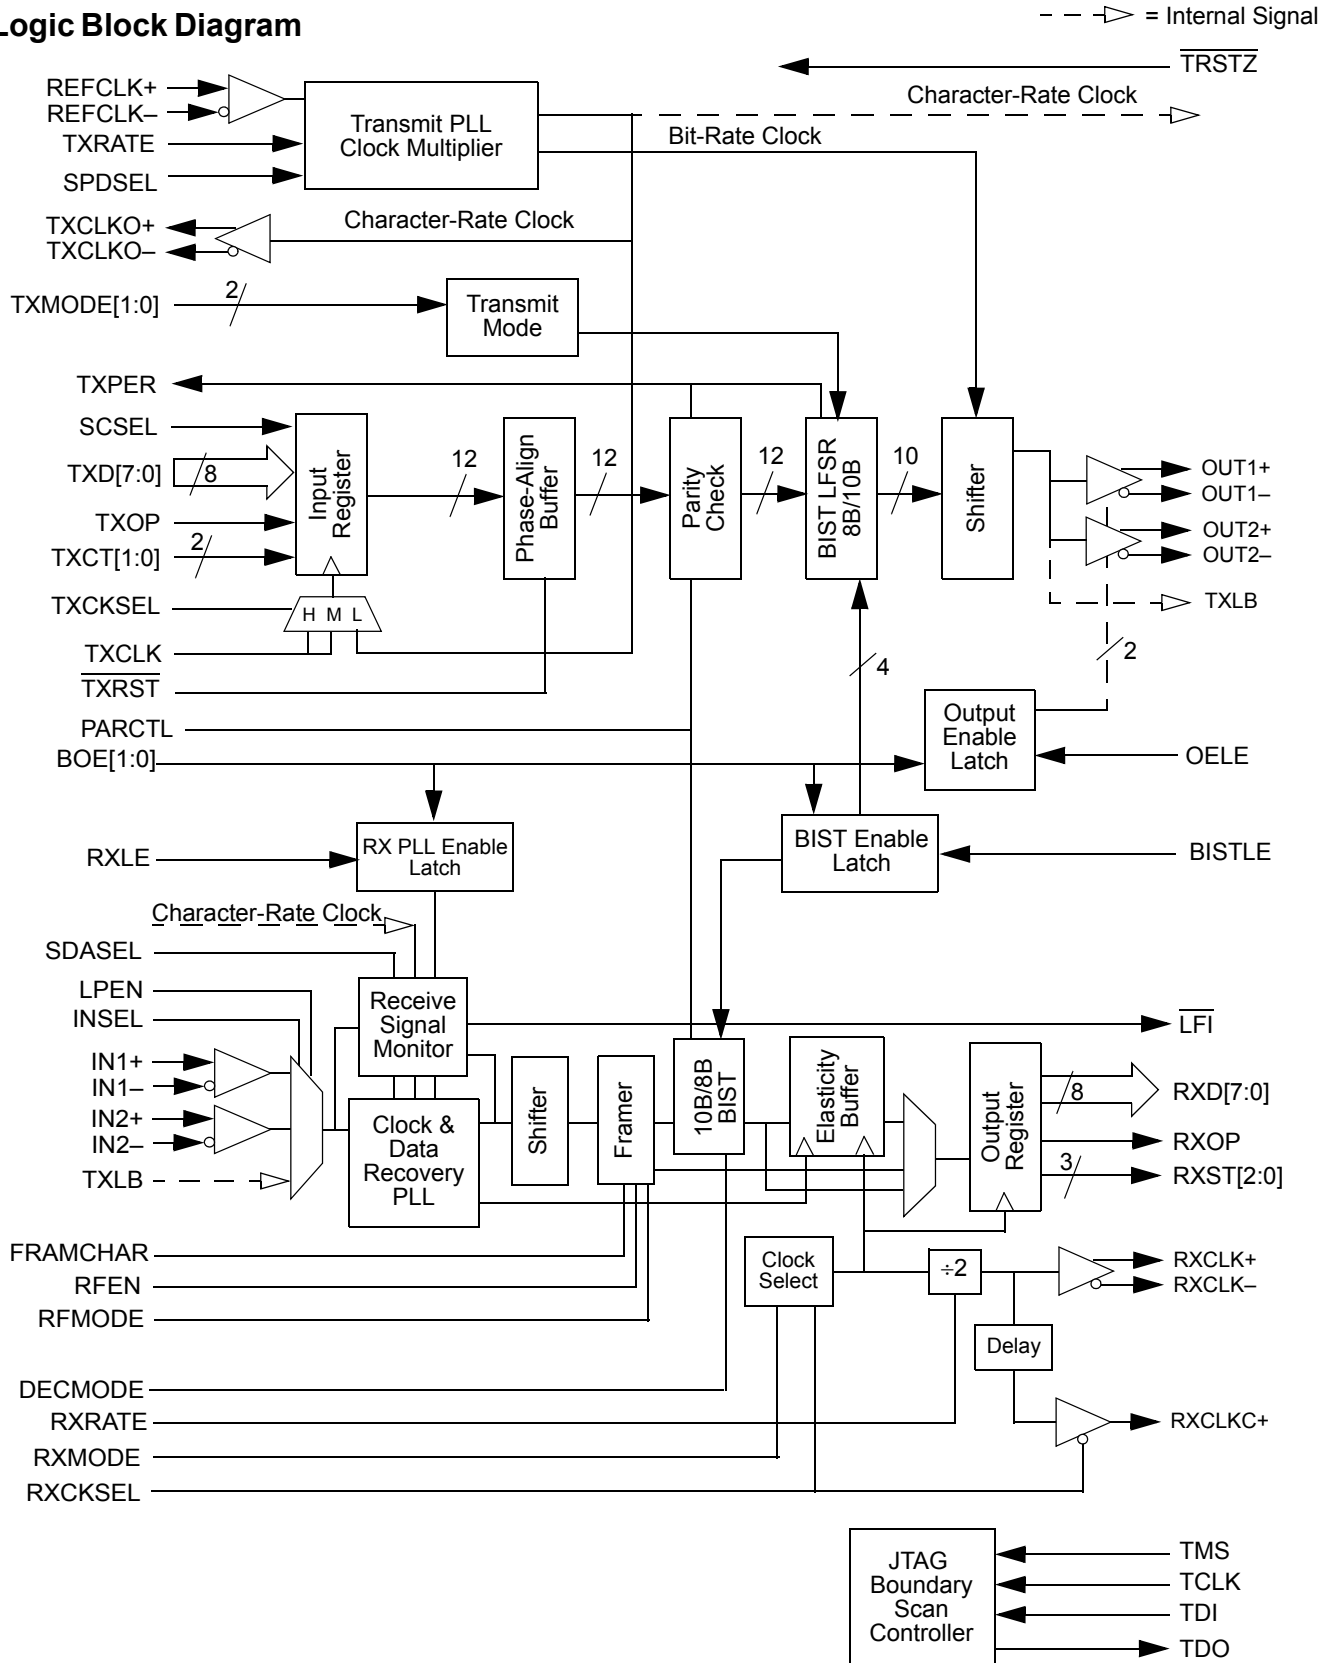 Logic Block Diagram
= Internal Signal
TRSTZ
REFCLK+
REFCLK–
TXRATE
SPDSEL
Transmit PLL
Clock Multiplier
Character-Rate Clock
Bit-Rate Clock
TXCLKO+
TXCLKO–
Character-Rate Clock
TXMODE[1:0]
2
Transmit
Mode
TXPER
SCSEL
TXD[7:0]
8
TXOP
TXCT[1:0]
2
Input
Register
12
Phase-Align
Buffer
12
Parity
Check
12
BIST LFSR
8B/10B
10
Shifter
OUT1+
OUT1–
OUT2+
OUT2–
TXLB
2
TXCKSEL
H M L
TXCLK
TXRST
4
PARCTL
BOE[1:0]
Output
Enable
Latch
OELE
RXLE
RX PLL Enable
Latch
BIST Enable
Latch
BISTLE
Character-Rate Clock
SDASEL
LPEN
INSEL
IN1+
IN1–
IN2+
IN2–
TXLB
Receive
Signal
Monitor
LFI
Clock &
Data
Recovery
PLL
Shifter
Framer
10B/8B
BIST
Elasticity
Buffer
Output
Register
8
RXD[7:0]
RXOP
3
RXST[2:0]
FRAMCHAR
RFEN
RFMODE
Clock
Select
÷2
RXCLK+
RXCLK–
Delay
DECMODE
RXRATE
RXMODE
RXCKSEL
RXCLKC+
JTAG
Boundary
Scan
Controller
TMS
TCLK
TDI
TDO